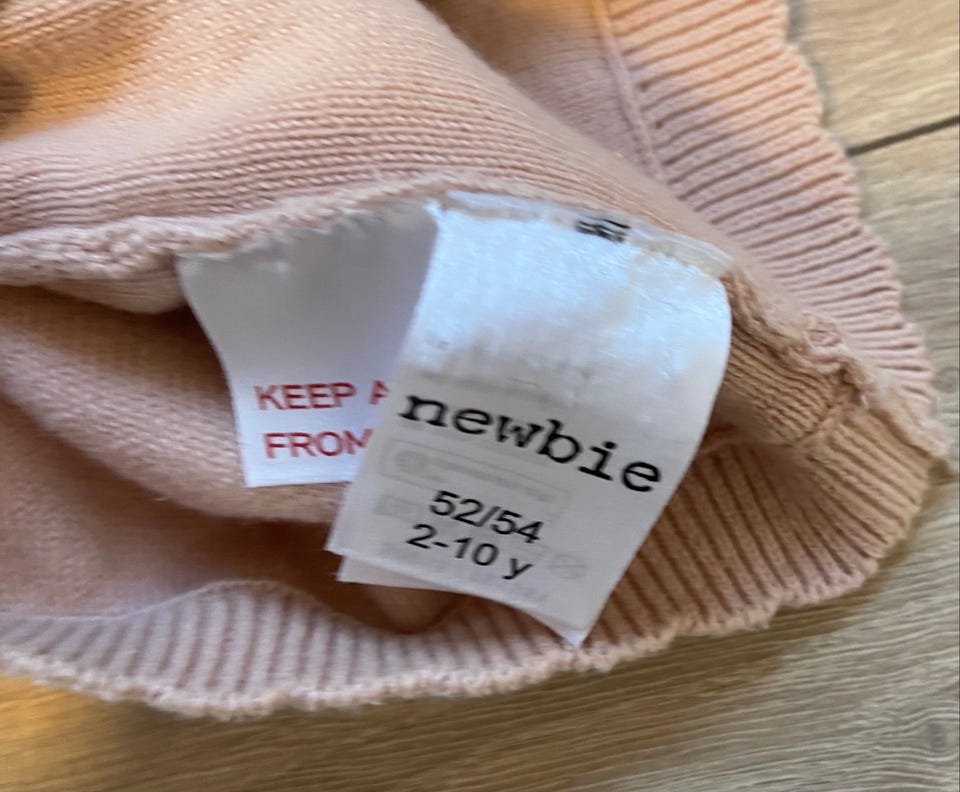 KEEP A
FROM
newbie
52/54
2-10 y